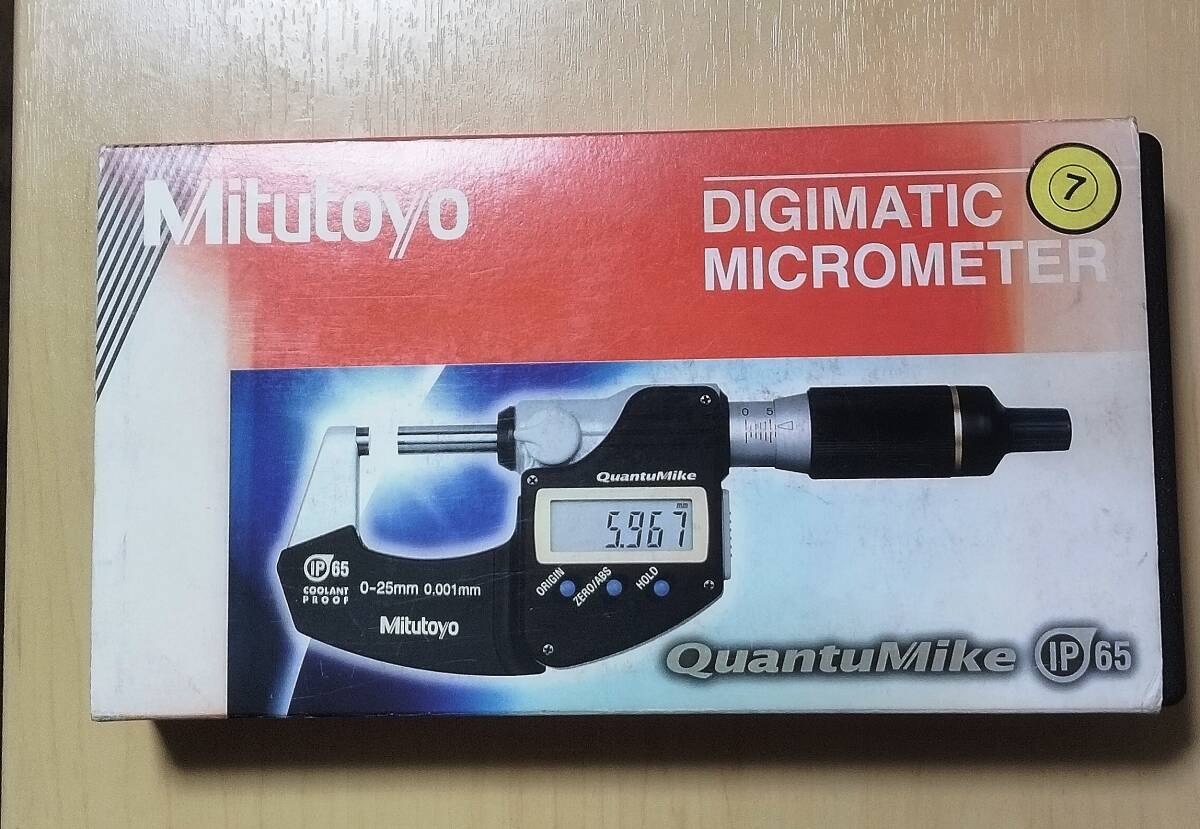 Mitutoyo
DIGIMATIC
MICROMETER
7
0 5
QuantuMike
mm
5.967
ORIGIN
ZERO/ABS
HOLD
IP65
COOLANT
PROOF
0-25mm 0.001mm
Mitutoyo
QuantuMike IP65